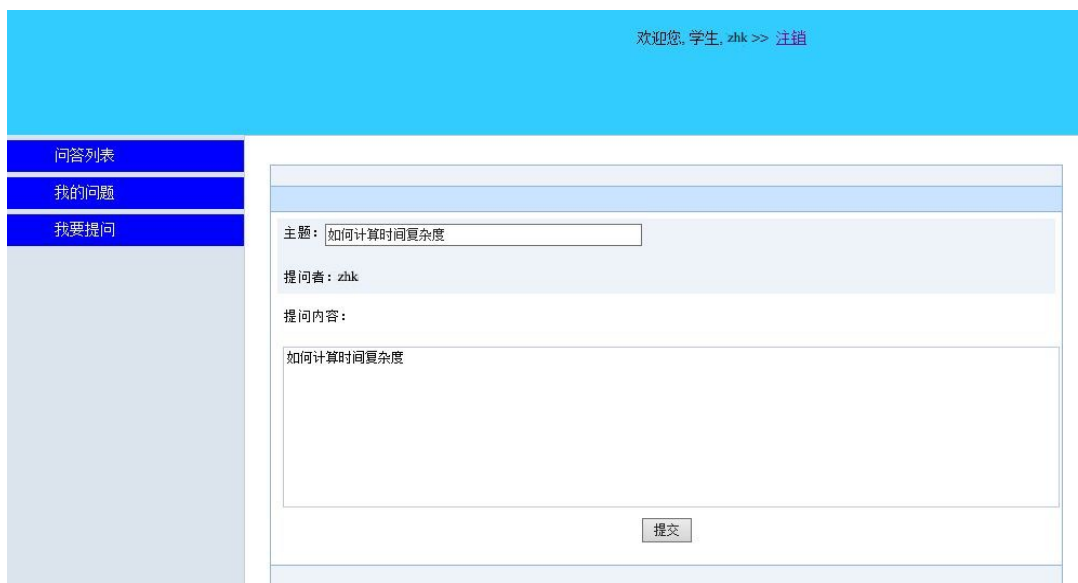 欢迎您, 学生, zhk >> 注销
问答列表
我的问题
我要提问
主题：如何计算时间复杂度
提问者：zhk
提问内容：
如何计算时间复杂度
提交